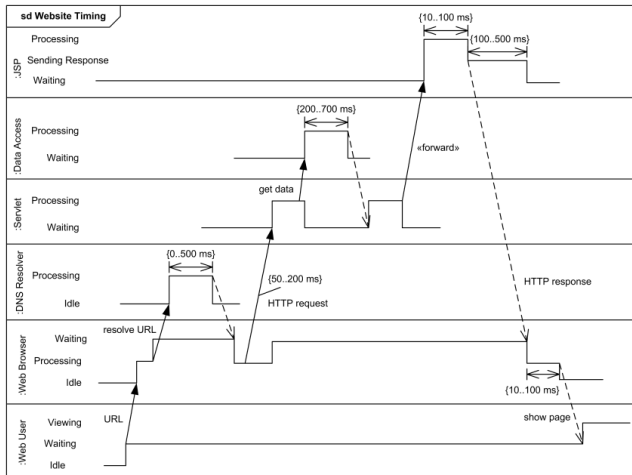 sd Website Timing
:JSP
Processing
Sending Response
Waiting
{10..100 ms}
{100..500 ms}
:Data Access
Processing
Waiting
{200..700 ms}
«forward»
:Servlet
Processing
Waiting
get data
:DNS Resolver
Processing
Idle
{0..500 ms}
{50..200 ms}
HTTP request
HTTP response
:Web Browser
Waiting
Processing
Idle
resolve URL
{10..100 ms}
:Web User
Viewing
Waiting
Idle
URL
show page